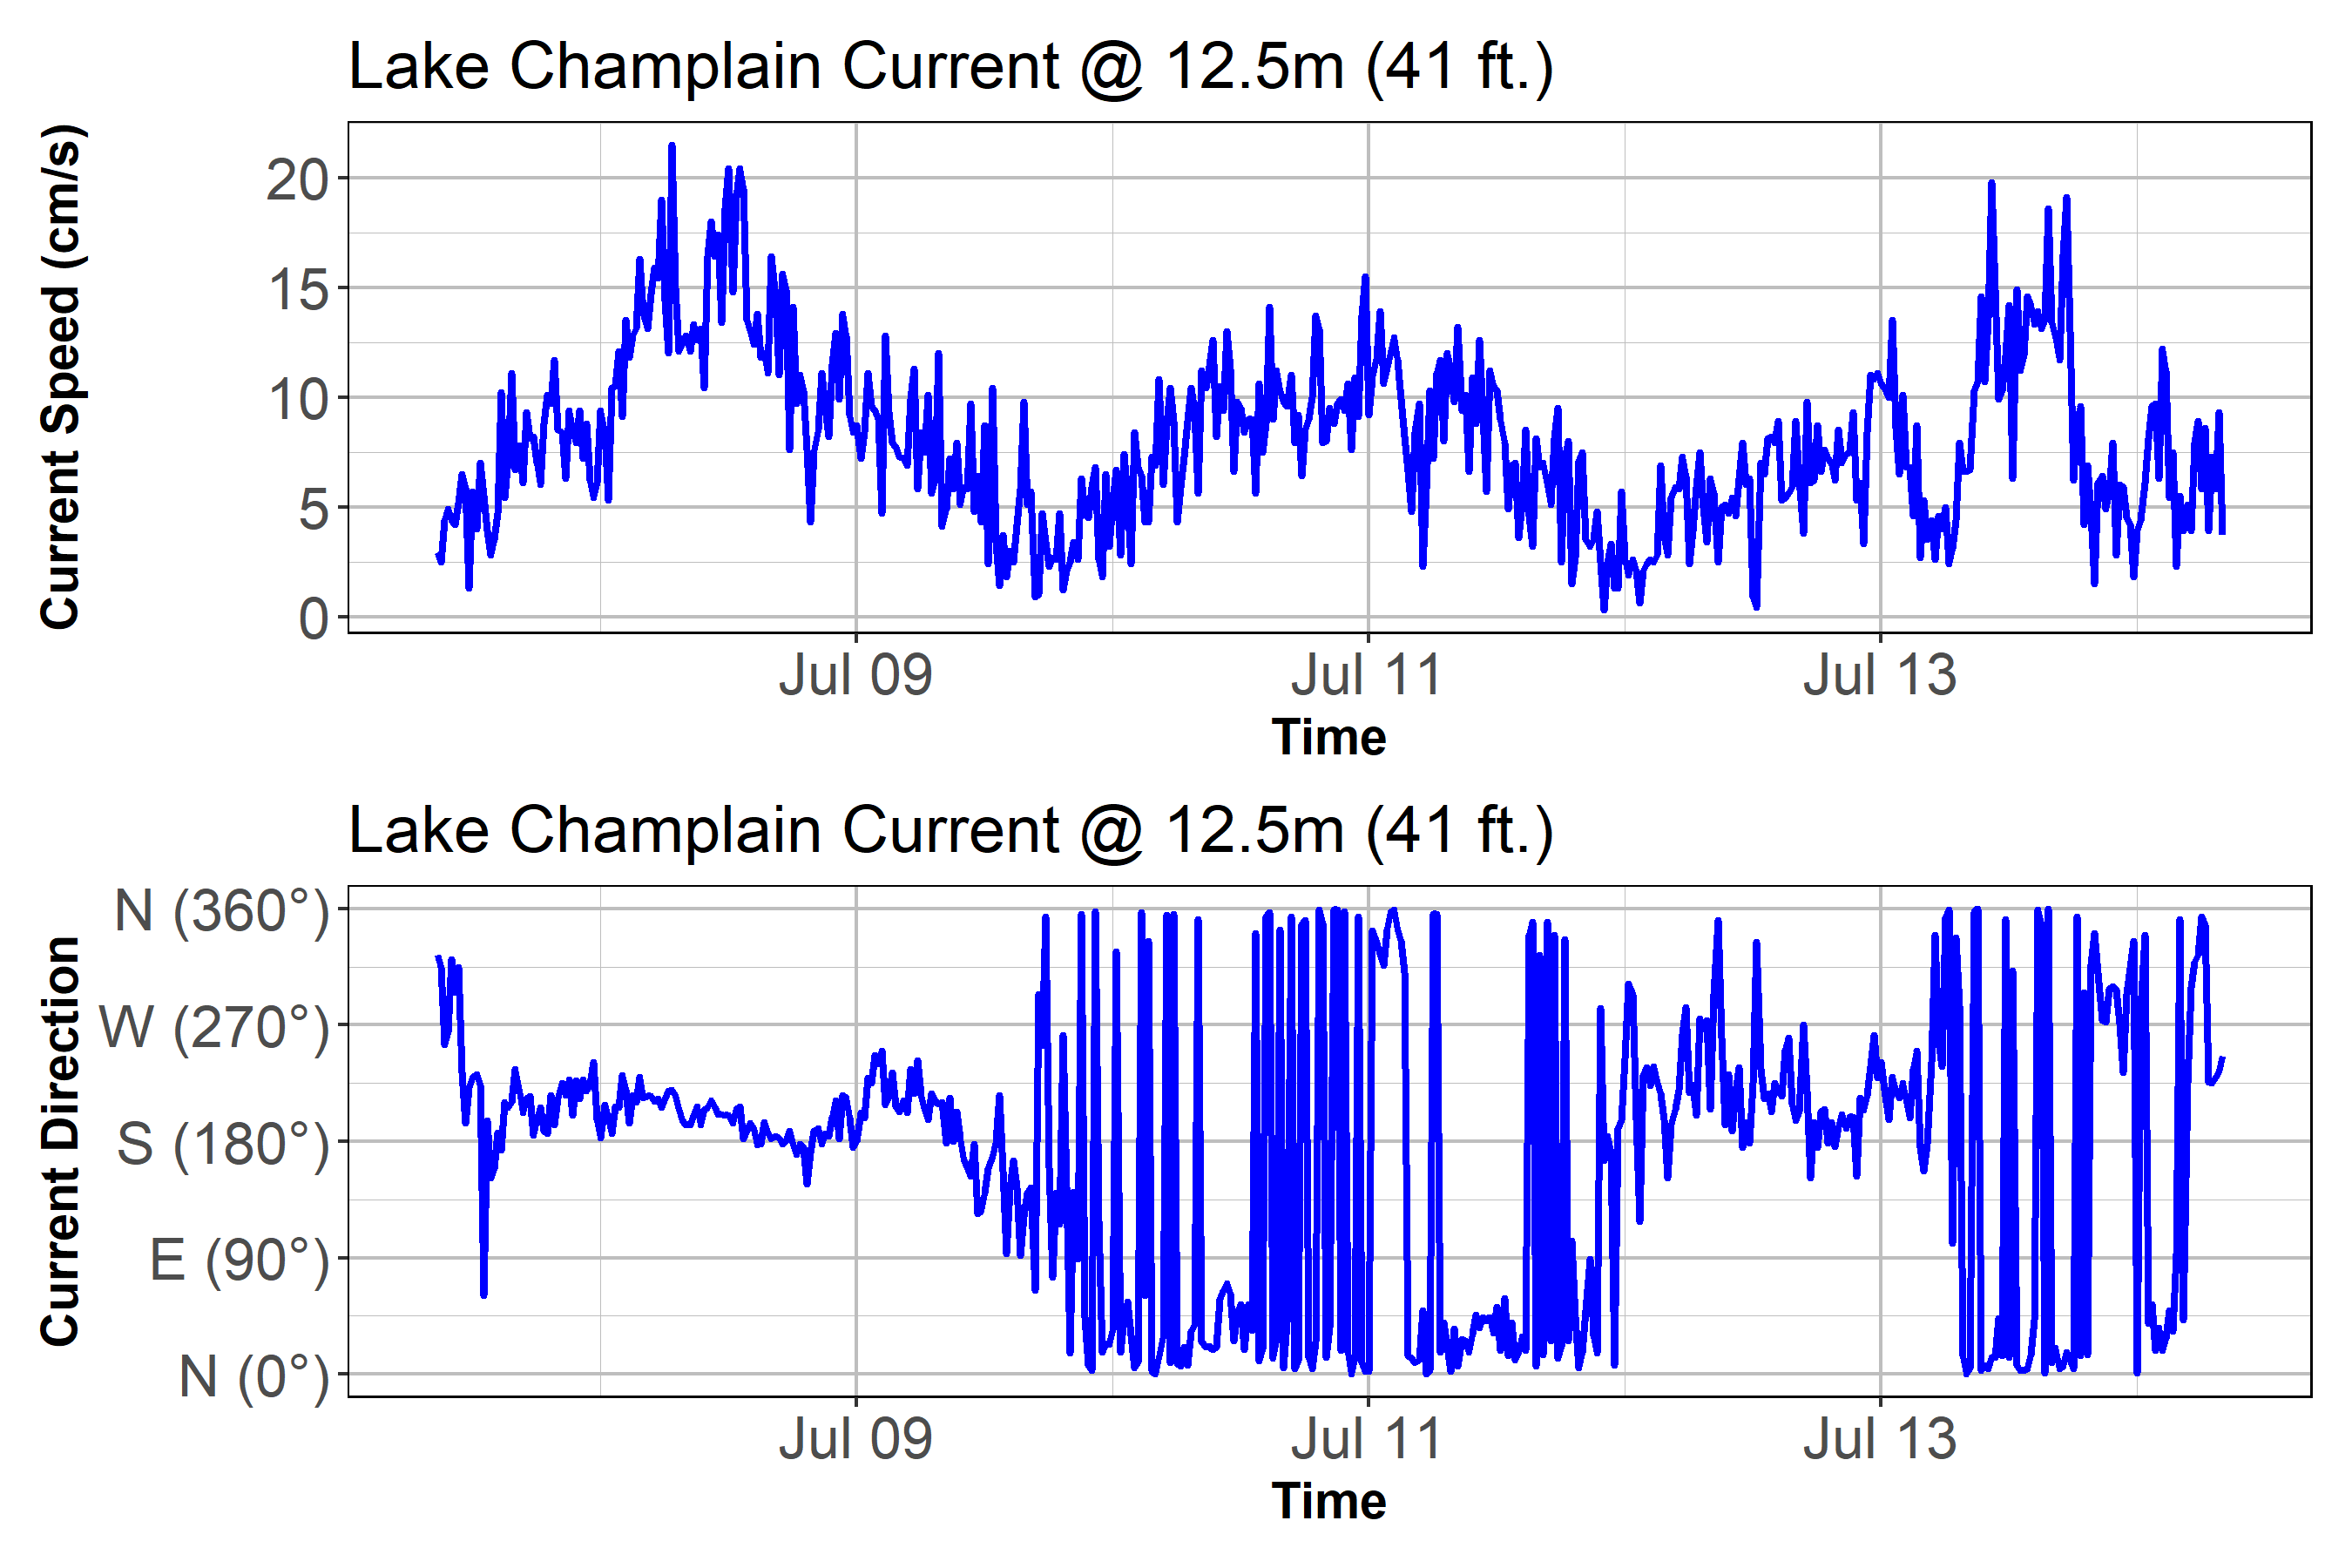 Lake Champlain Current @ 12.5m (41 ft.)
Current Speed (cm/s)
20
15
10
5
0
Jul 09 Jul 11 Jul 13
Time
Lake Champlain Current @ 12.5m (41 ft.)
Current Direction
N (360°)
W (270°)
S (180°)
E (90°)
N (0°)
Jul 09 Jul 11 Jul 13
Time